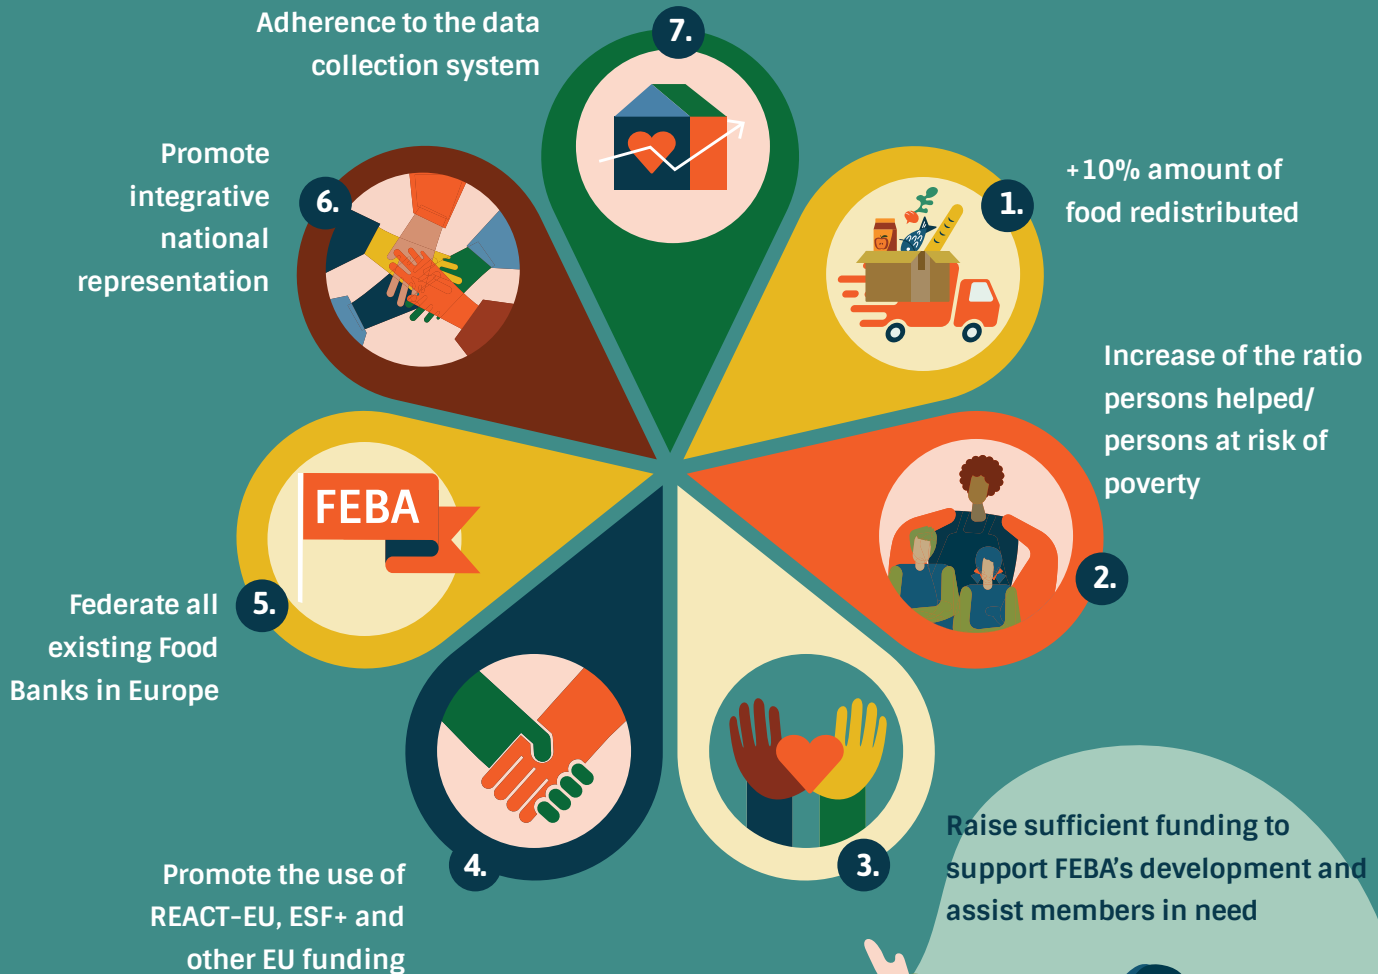 7.
Adherence to the data
collection system
1.
+10% amount of
food redistributed
2.
Increase of the ratio
persons helped/
persons at risk of
poverty
3.
Raise sufficient funding to
support FEBA’s development and
assist members in need
4.
Promote the use of
REACT-EU, ESF+ and
other EU funding
5.
FEBA
Federate all
existing Food
Banks in Europe
6.
Promote
integrative
national
representation